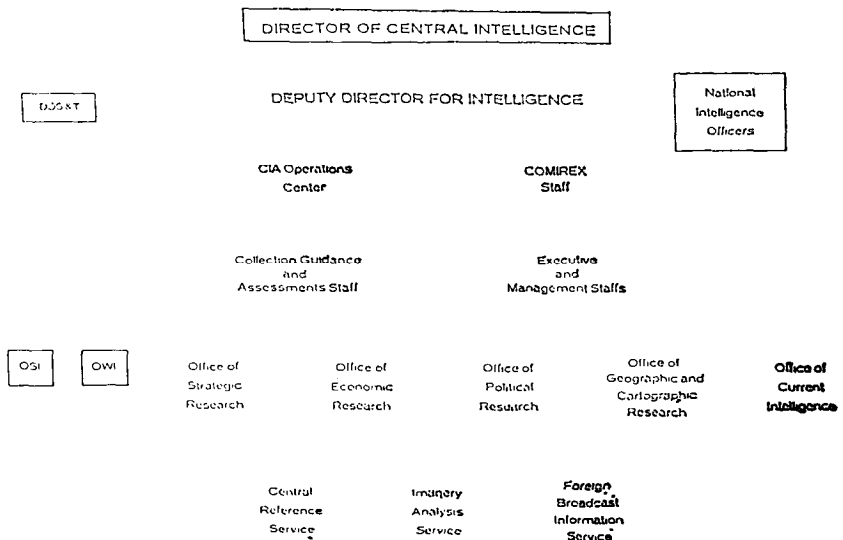 DIRECTOR OF CENTRAL INTELLIGENCE
DDS&T
DEPUTY DIRECTOR FOR INTELLIGENCE
National
Intelligence
Officers
CIA Operations
Center
COMIREX
Staff
Collection Guidance
and
Assessments Staff
Executive
and
Management Staffs
OSI
OWI
Office of
Strategic
Research
Office of
Economic
Research
Office of
Political
Research
Office of
Geographic and
Cartographic
Research
Office of
Current
Intelligence
Central
Reference
Service
Imagery
Analysis
Service
Foreign
Broadcast
Information
Service